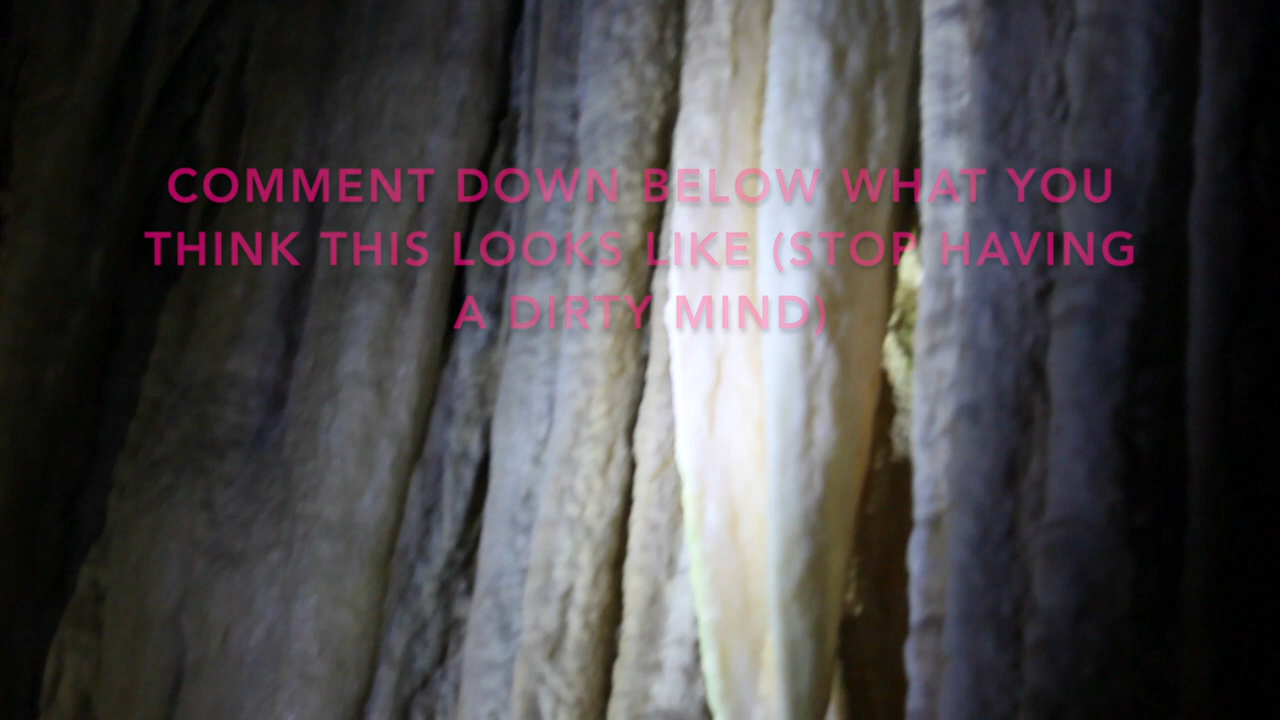 COMMENT DOWN BELOW WHAT YOU
THINK THIS LOOKS LIKE (STOP HAVING
A DIRTY MIND)